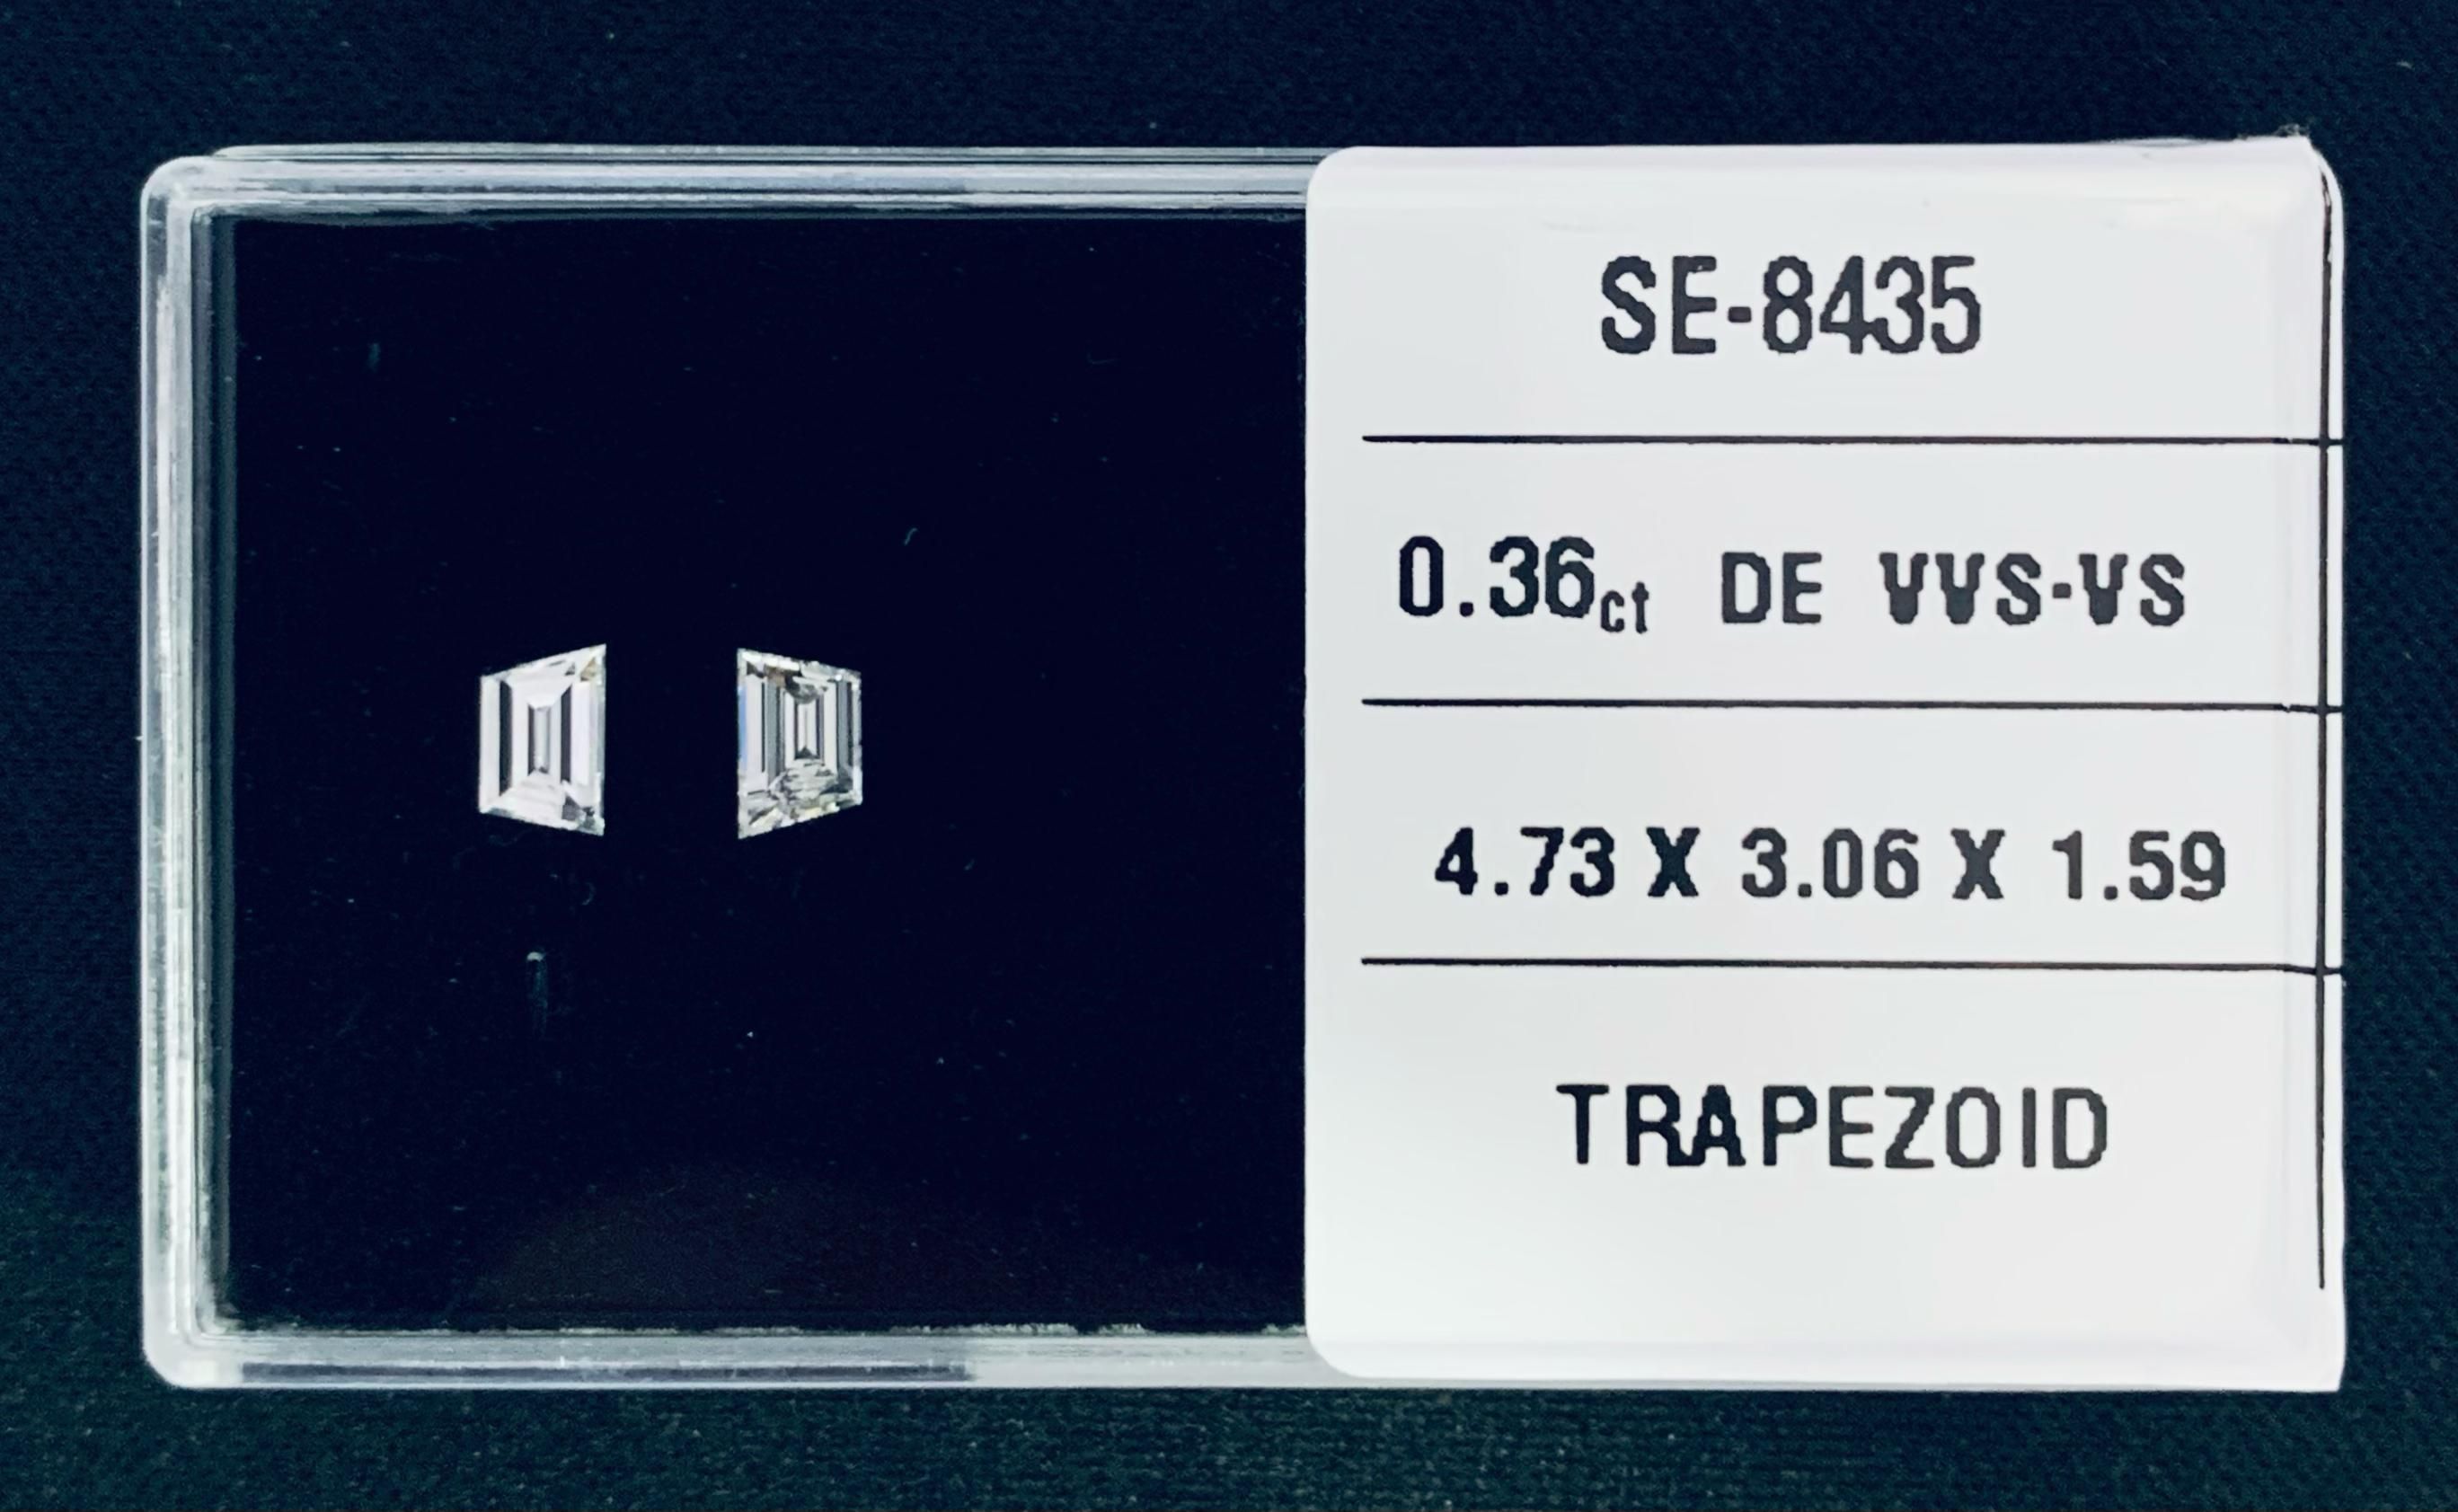 SE-8435
0.36ct DE VVS-VS
4.73 X 3.06 X 1.59
TRAPEZOID